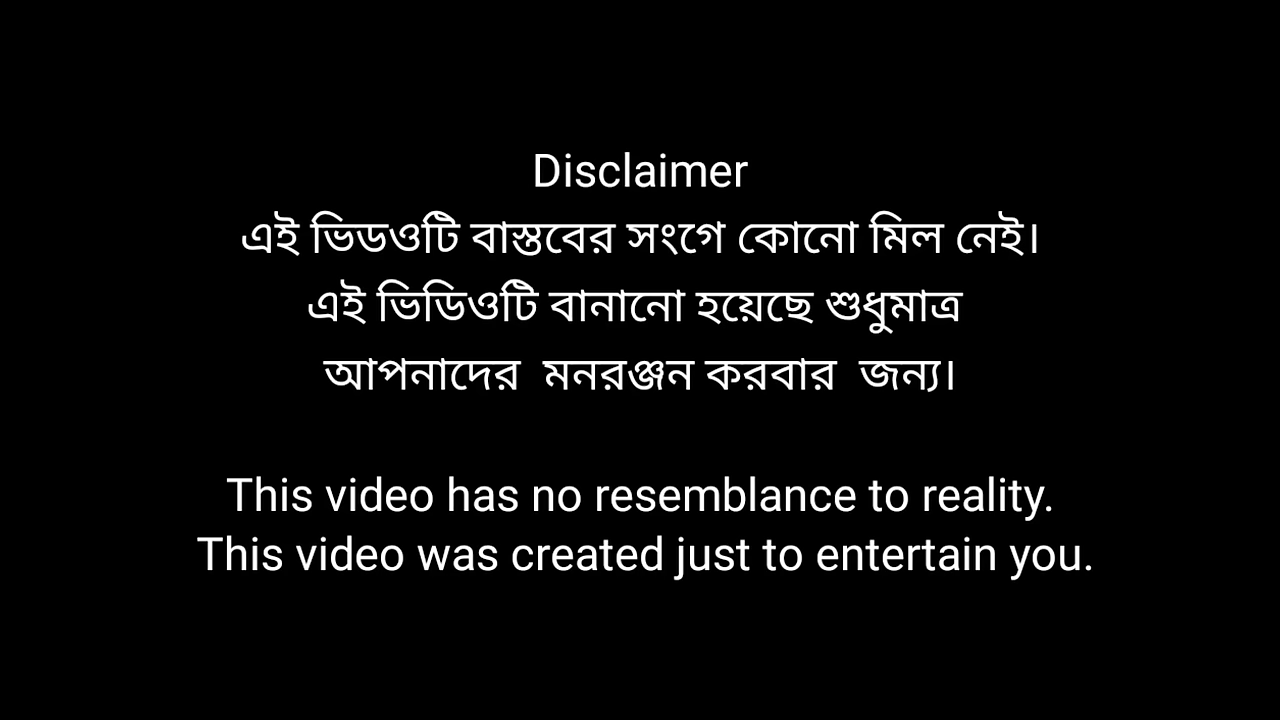 Disclaimer
এই ভিডওটি বাস্তবের সংগে কোনো মিল নেই।
এই ভিডিওটি বানানো হয়েছে শুধুমাত্র
আপনাদের  মনরঞ্জন করবার  জন্য।
This video has no resemblance to reality.
This video was created just to entertain you.